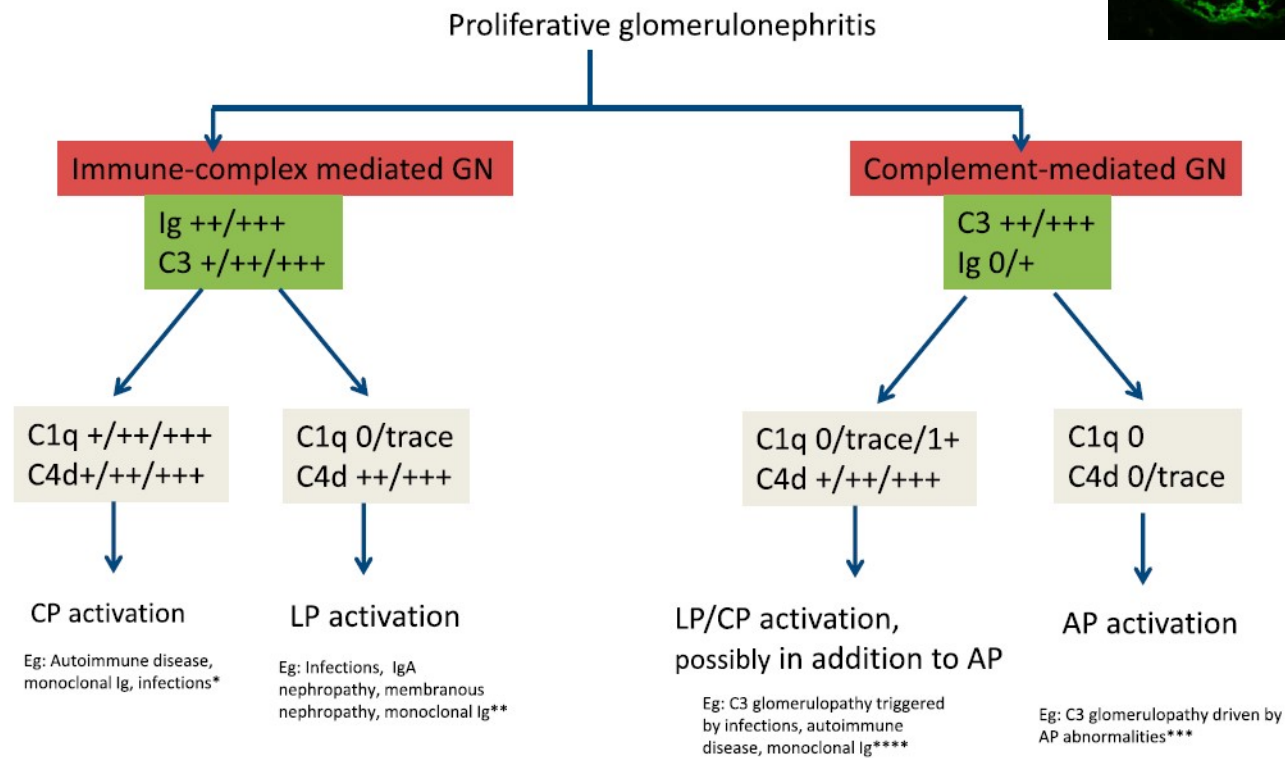 Proliferative glomerulonephritis
Immune-complex mediated GN
Ig ++/+++
C3 +/++/+++
Complement-mediated GN
C3 ++/+++
Ig 0/+
C1q +/++/+++
C4d+/++/+++
C1q 0/trace
C4d ++/+++
C1q 0/trace/1+
C4d +/++/+++
C1q 0
C4d 0/trace
CP activation
Eg: Autoimmune disease,
monoclonal Ig, infections*
LP activation
Eg: Infections, IgA
nephropathy, membranous
nephropathy, monoclonal Ig**
LP/CP activation,
possibly in addition to AP
Eg: C3 glomerulopathy triggered
by infections, autoimmune
disease, monoclonal Ig****
AP activation
Eg: C3 glomerulopathy driven by
AP abnormalities***